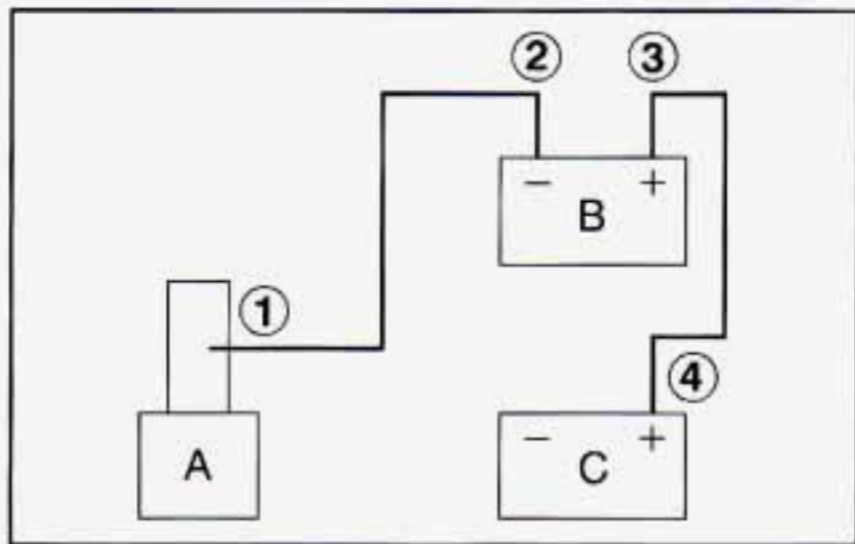 ② ③
− +
B
①
④
− +
A C